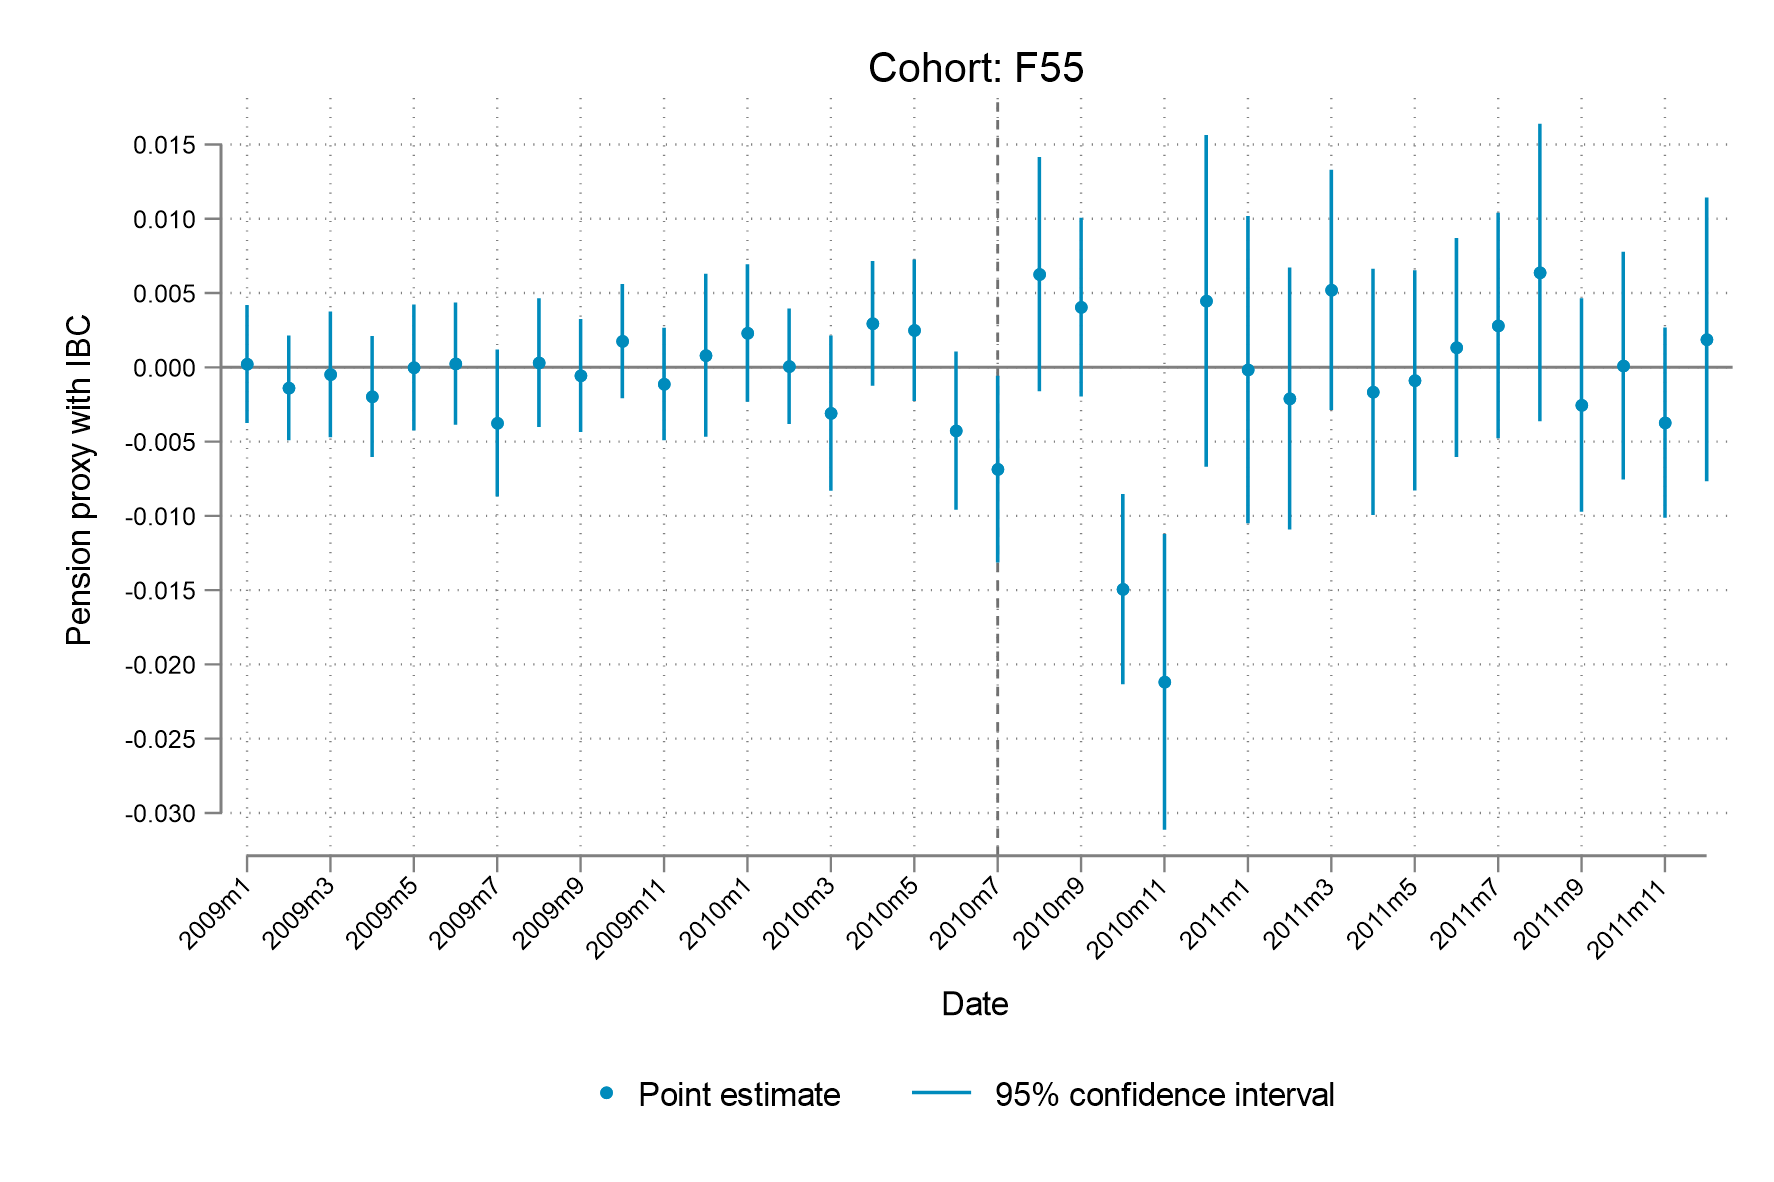 Cohort: F55
Pension proxy with IBC
0.015
0.010
0.005
0.000
-0.005
-0.010
-0.015
-0.020
-0.025
-0.030
2009m1
2009m3
2009m5
2009m7
2009m9
2009m11
2010m1
2010m3
2010m5
2010m7
2010m9
2010m11
2011m1
2011m3
2011m5
2011m7
2011m9
2011m11
Date
Point estimate
95% confidence interval